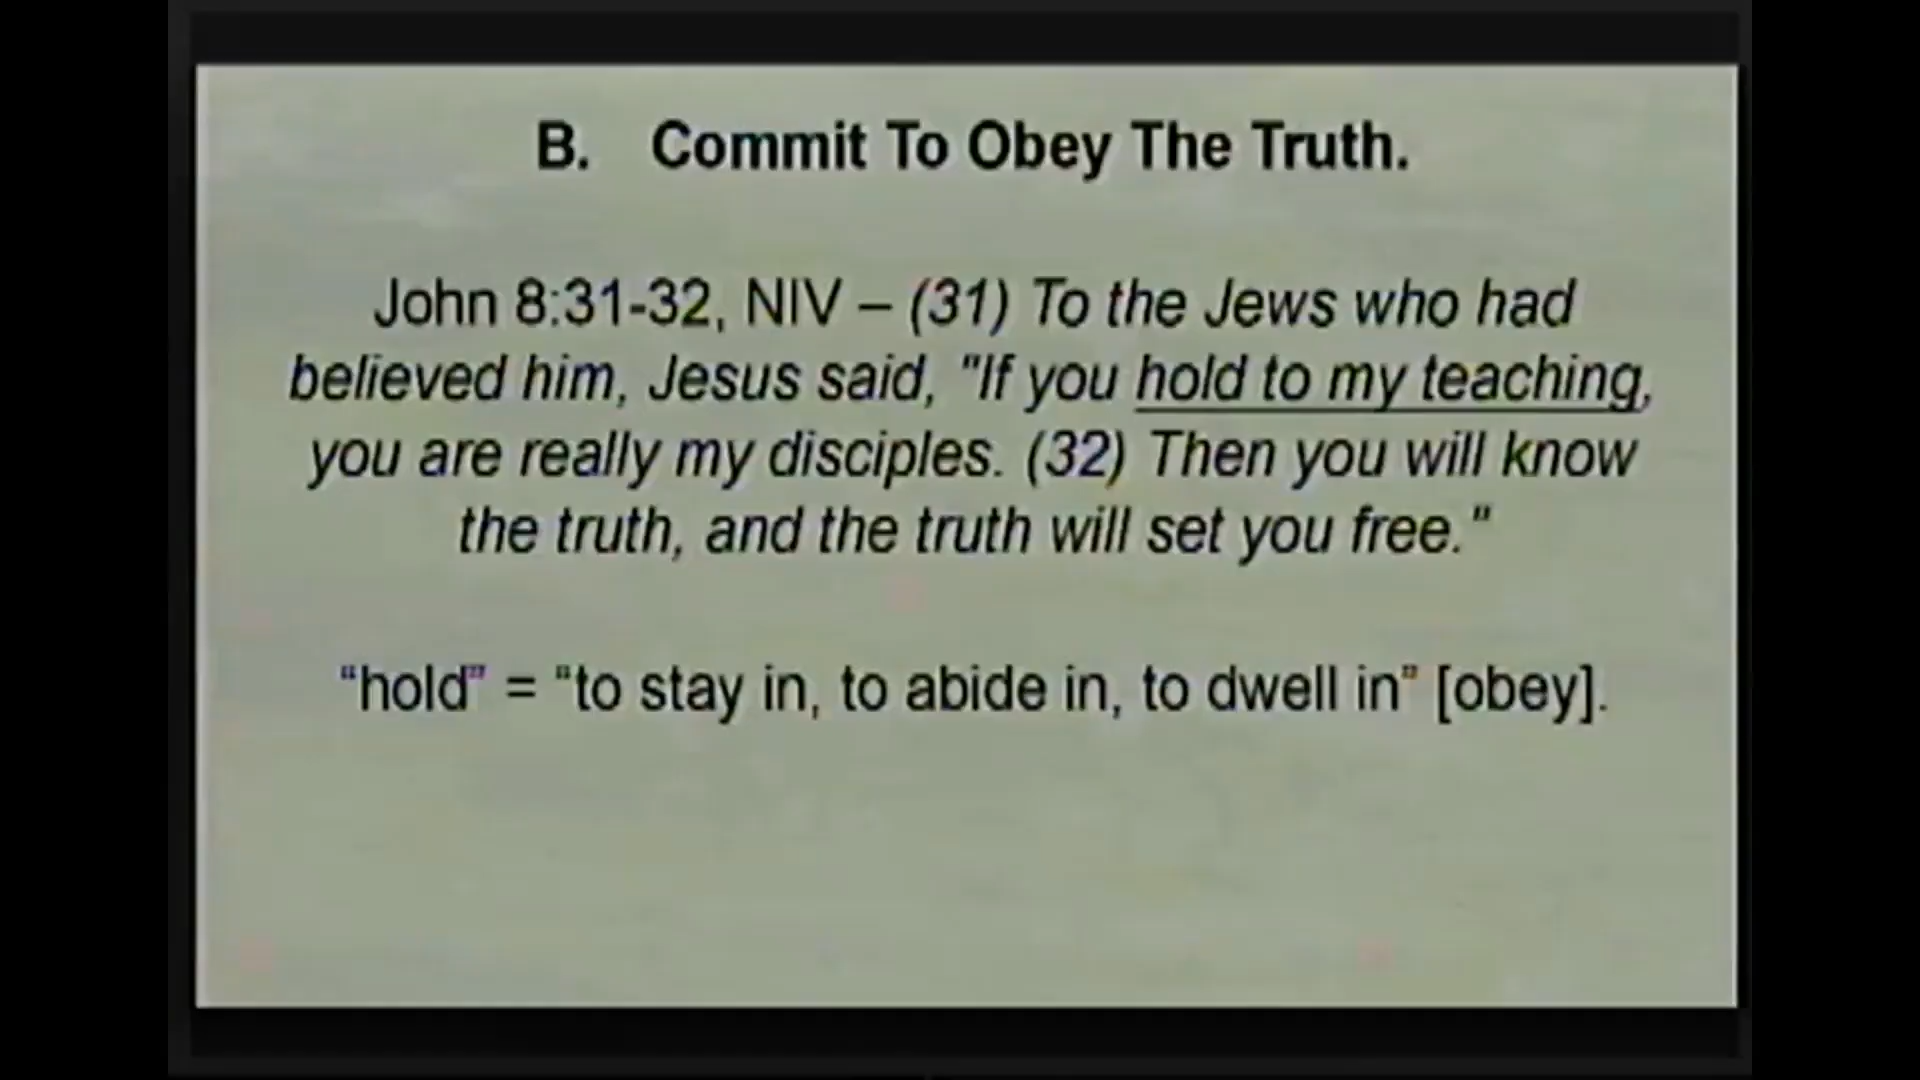 B. Commit To Obey The Truth.
John 8:31-32, NIV – (31) To the Jews who had
believed him, Jesus said, "If you hold to my teaching,
you are really my disciples. (32) Then you will know
the truth, and the truth will set you free."
“hold” = “to stay in, to abide in, to dwell in” [obey].